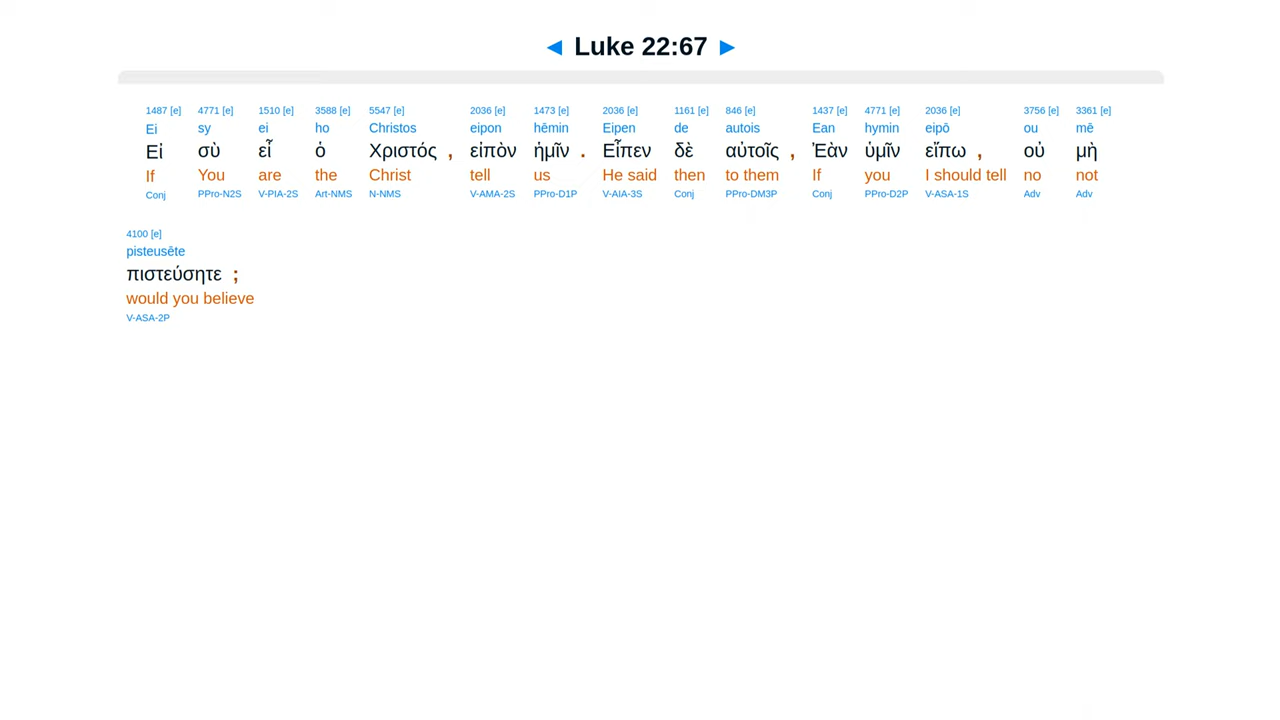 ◄ Luke 22:67 ►
1487 [e] 4771 [e] 1510 [e] 3588 [e] 5547 [e] 2036 [e] 1473 [e] 2036 [e] 1161 [e] 846 [e] 1437 [e] 4771 [e] 2036 [e] 3756 [e] 3361 [e]
Ei sy ei ho Christos eipon hēmin Eipen de autois Ean hymin eipō ou mē
Εἰ σὺ εἶ ὁ Χριστός , εἰπὸν ἡμῖν . Εἶπεν δὲ αὐτοῖς , Ἐὰν ὑμῖν εἴπω , οὐ μὴ
If You are the Christ tell us He said then to them If you I should tell no not
Conj PPro-N2S V-PIA-2S Art-NMS N-NMS V-AMA-2S PPro-D1P V-AIA-3S Conj PPro-DM3P Conj PPro-D2P V-ASA-1S Adv Adv
4100 [e]
pisteusēte
πιστεύσητε ;
would you believe
V-ASA-2P